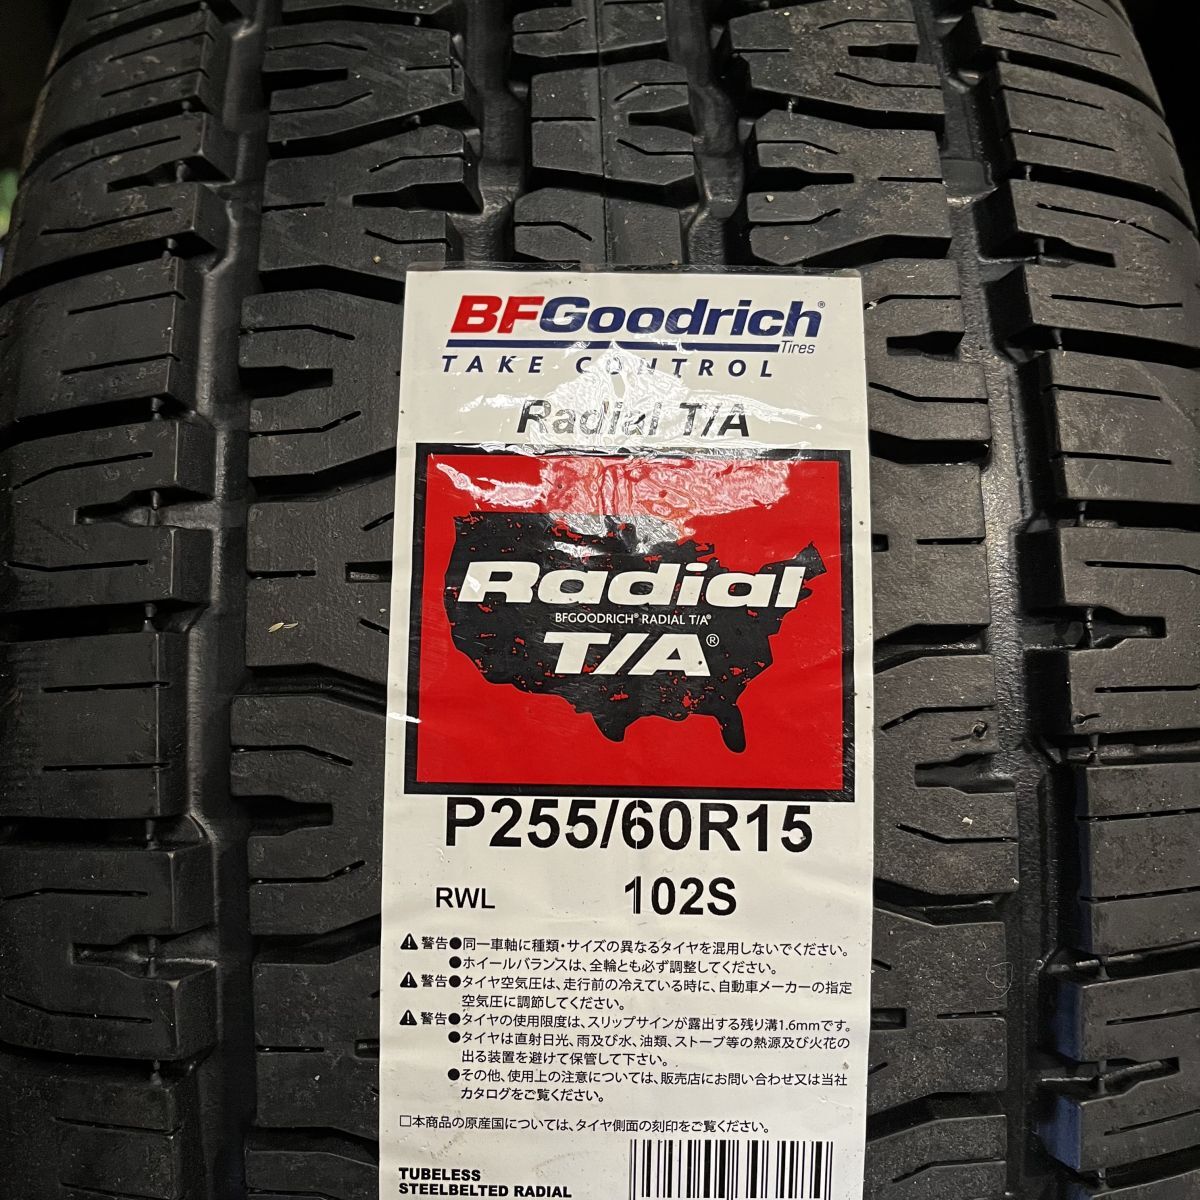 BFGoodrich®
Tires
TAKE CONTROL
Radial T/A
Radial
BFGOODRICH® RADIAL T/A®
T/A®
P255/60R15
RWL 102S
⚠警告●同一車軸に種類・サイズの異なるタイヤを混用しないでください。
●ホイールバランスは、全輪とも必ず調整してください。
⚠警告●タイヤ空気圧は、走行前の冷えている時に、自動車メーカーの指定
空気圧に調節してください。
⚠警告●タイヤの使用限度は、スリップサインが露出する残り溝1.6mmです。
●タイヤは直射日光、雨及び水、油類、ストーブ等の熱源及び火花の
出る装置を避けて保管して下さい。
●その他、使用上の注意については、販売店にお問い合わせ又は当社
カタログをご覧ください。
□本商品の原産国については、タイヤ側面の刻印をご覧ください。
TUBELESS
STEELBELTED RADIAL